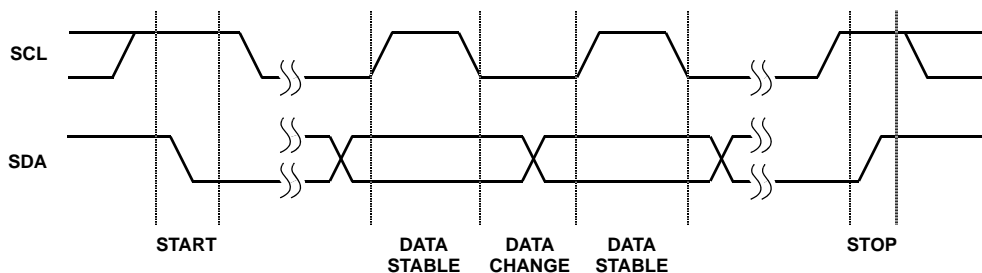 SCL
SDA
START
DATA
STABLE
DATA
CHANGE
DATA
STABLE
STOP